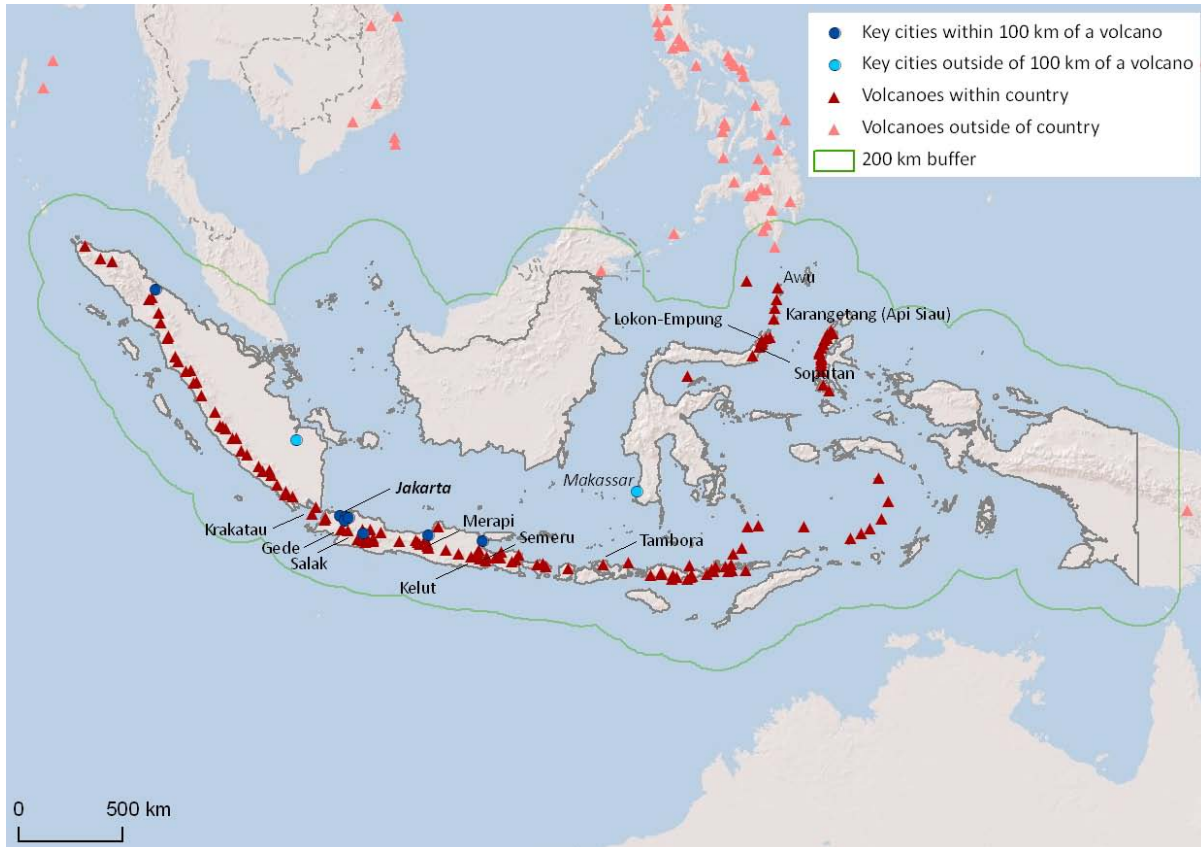 Key cities within 100 km of a volcano
Key cities outside of 100 km of a volcano
Volcanoes within country
Volcanoes outside of country
200 km buffer
Awu
Karangetang (Api Siau)
Lokon-Empung
Soputan
Makassar
Jakarta
Krakatau
Gede
Salak
Merapi
Semeru
Kelut
Tambora
0 500 km